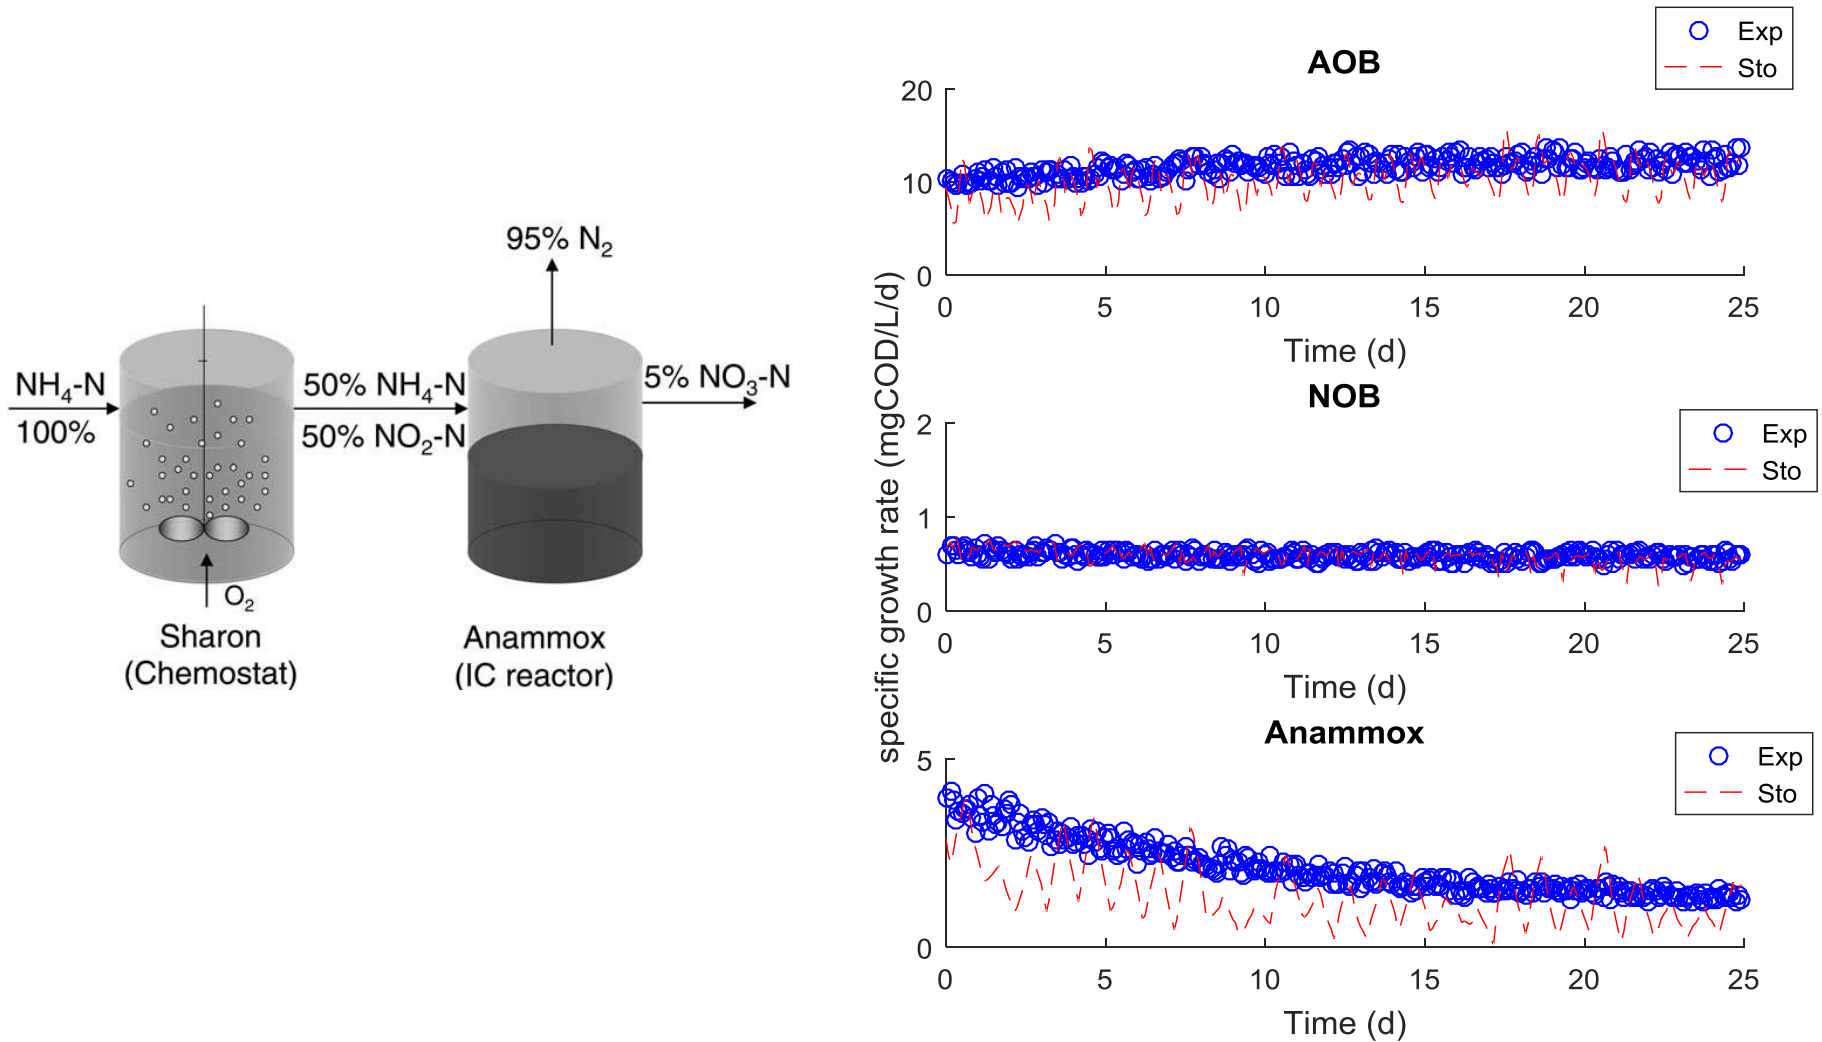 95% N2
NH4-N
100%
50% NH4-N
50% NO2-N
5% NO3-N
O2
Sharon
(Chemostat)
Anammox
(IC reactor)
specific growth rate (mgCOD/L/d)
AOB
Exp
Sto
20
10
0
0 5 10 15 20 25
Time (d)
NOB
Exp
Sto
2
1
0
0 5 10 15 20 25
Time (d)
Anammox
Exp
Sto
5
0
0 5 10 15 20 25
Time (d)